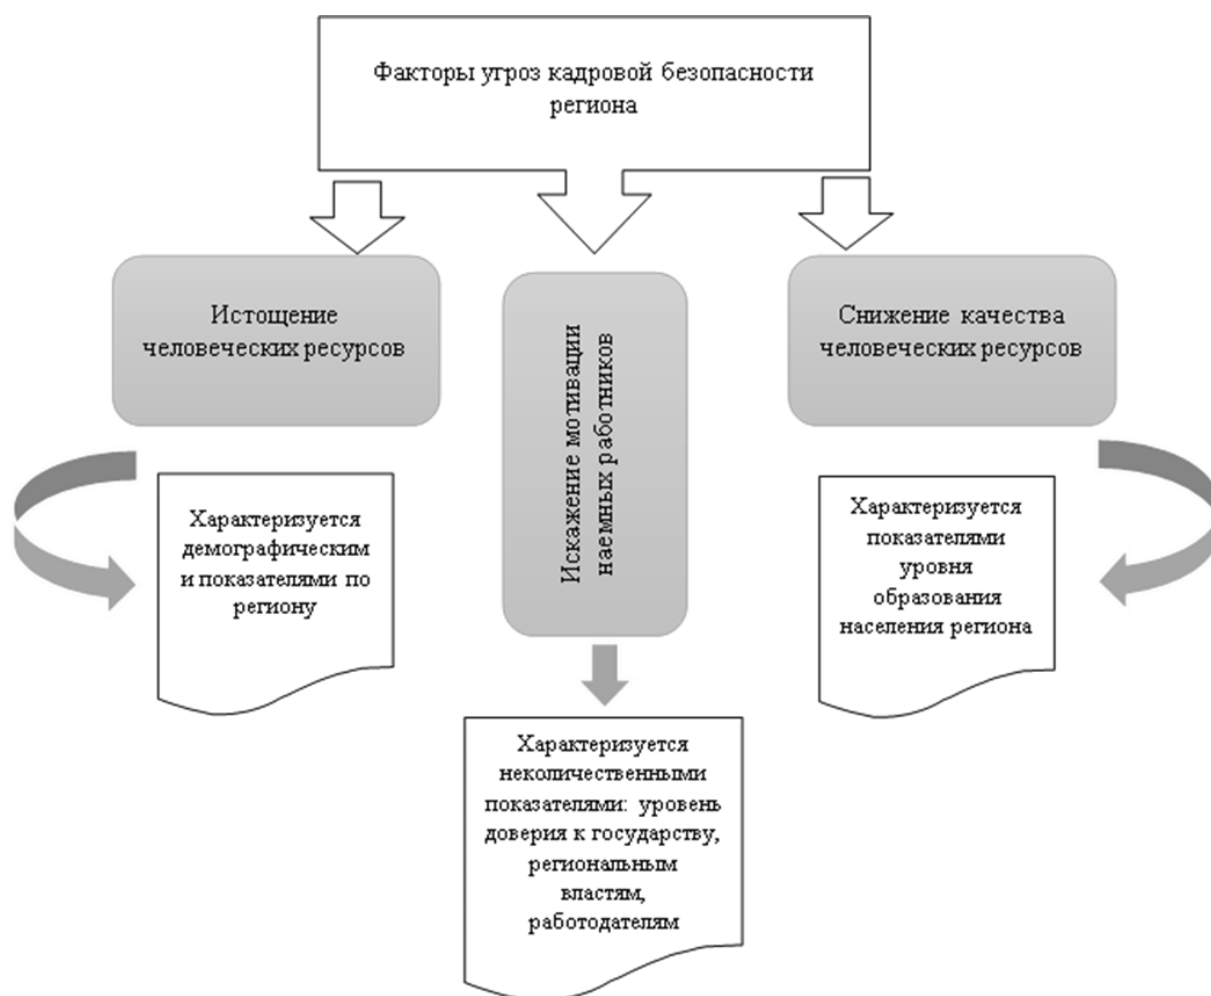 Факторы угроз кадровой безопасности
региона
Истощение
человеческих ресурсов
Искажение мотивации
наемных работников
Снижение качества
человеческих ресурсов
Характеризуется
демографическим
и показателями по
региону
Характеризуется
показателями
уровня
образования
населения региона
Характеризуется
неколичественными
показателями: уровень
доверия к государству,
региональным
властям,
работодателям